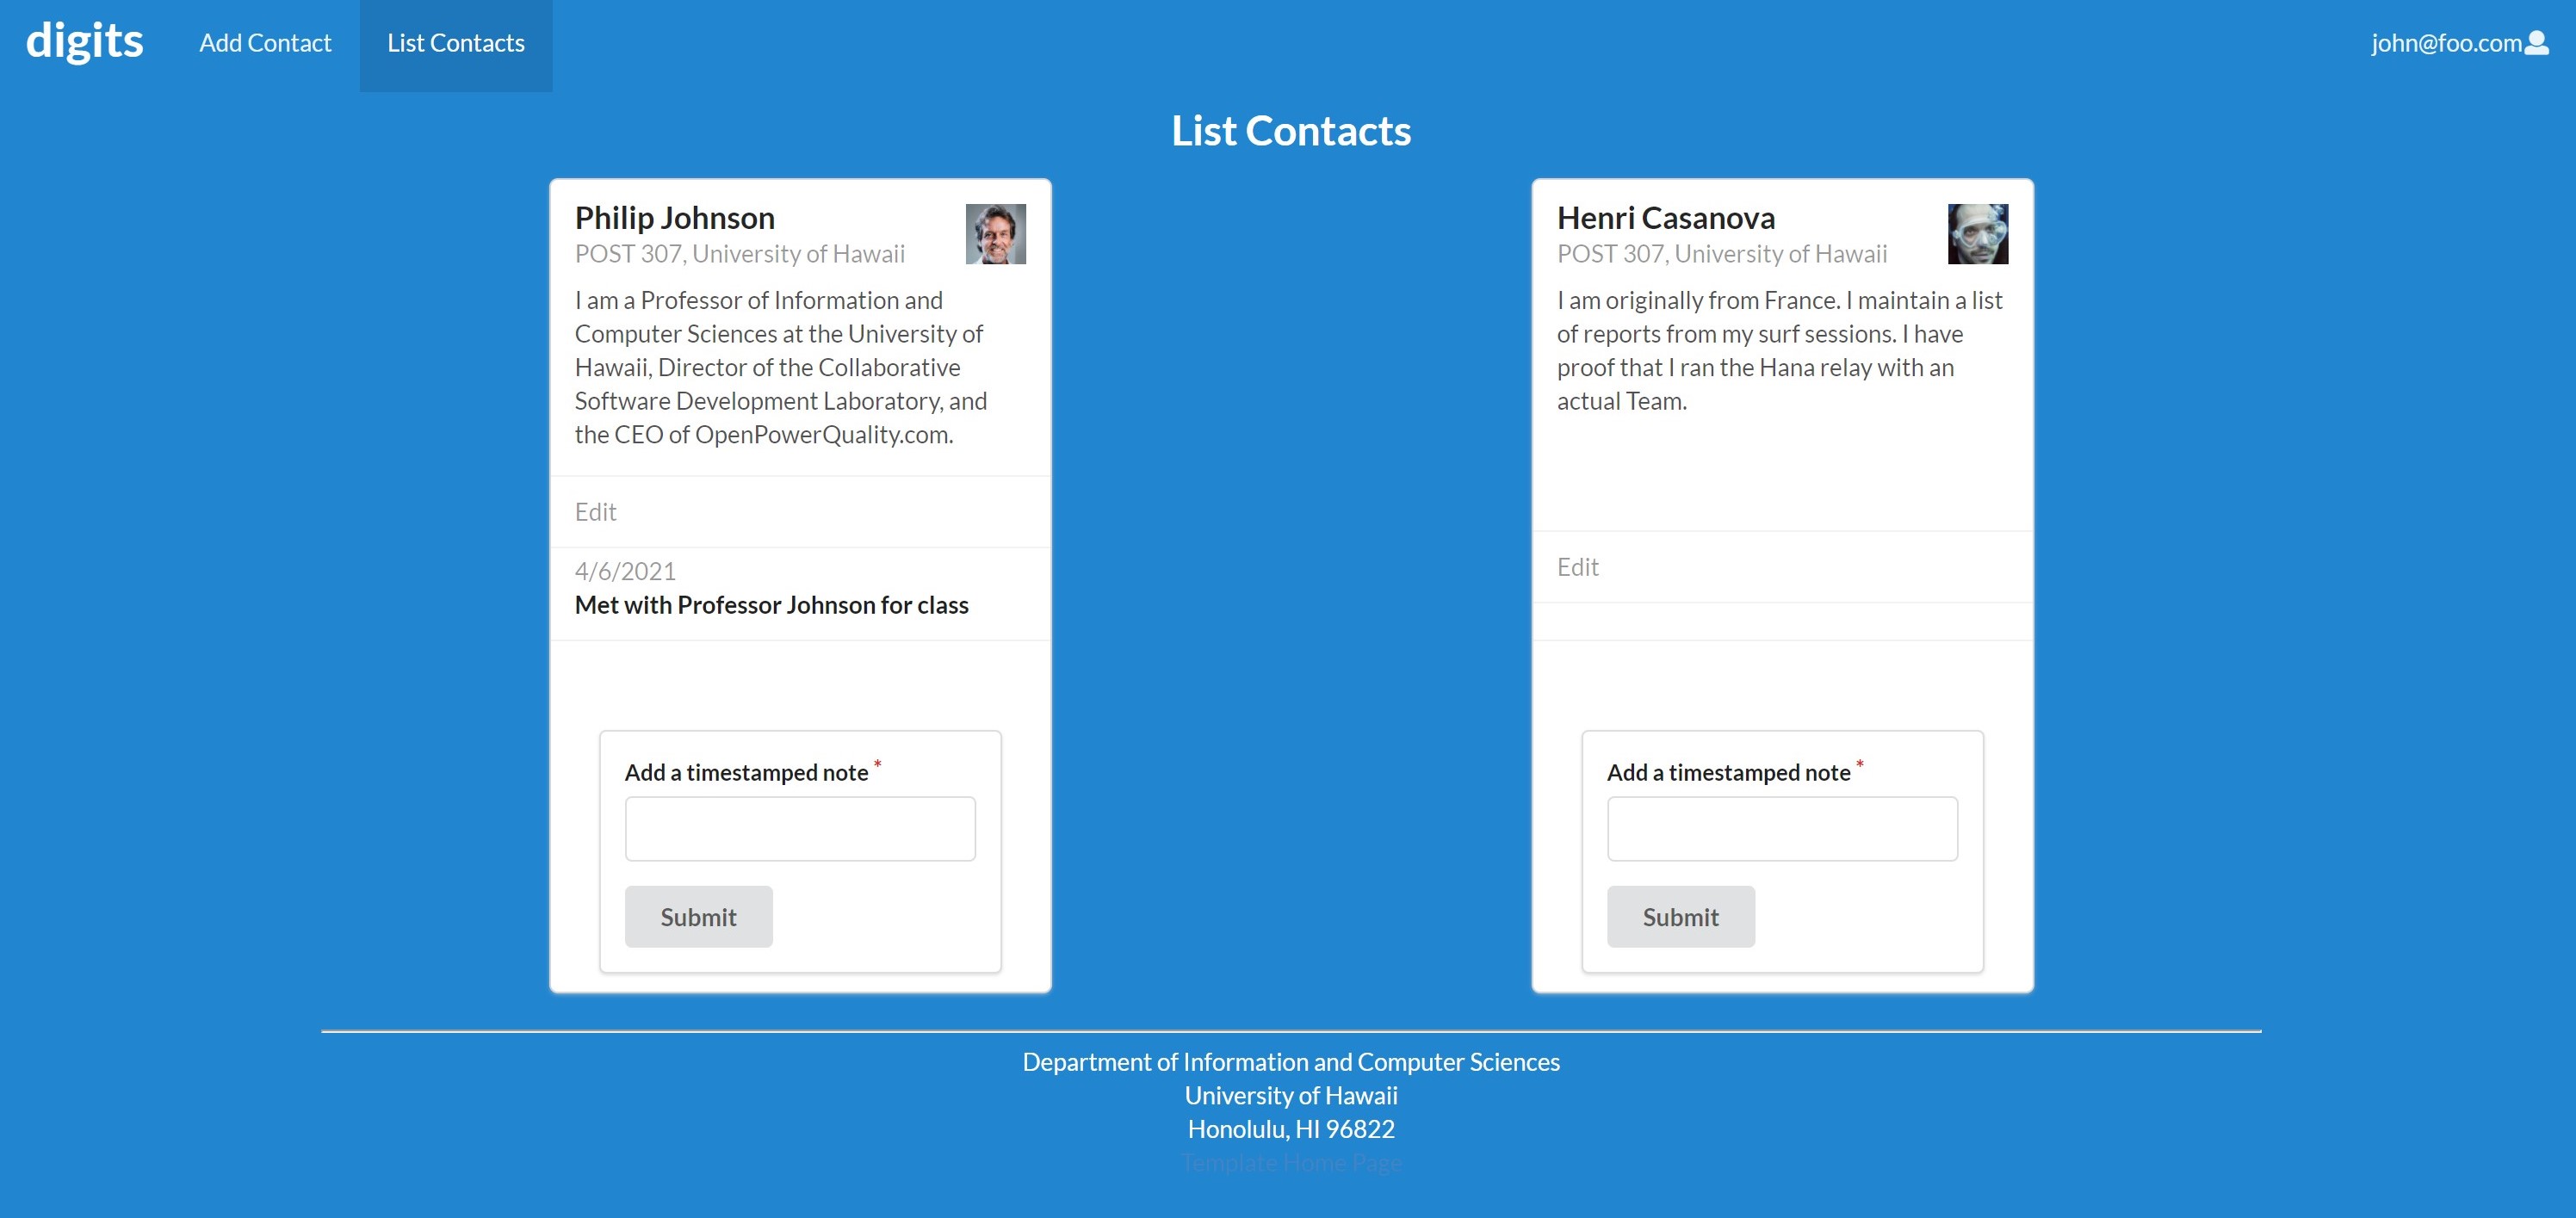 digits
Add Contact
List Contacts
john@foo.com
List Contacts
Philip Johnson
POST 307, University of Hawaii
I am a Professor of Information and
Computer Sciences at the University of
Hawaii, Director of the Collaborative
Software Development Laboratory, and
the CEO of OpenPowerQuality.com.
Edit
4/6/2021
Met with Professor Johnson for class
Add a timestamped note *
Submit
Henri Casanova
POST 307, University of Hawaii
I am originally from France. I maintain a list
of reports from my surf sessions. I have
proof that I ran the Hana relay with an
actual Team.
Edit
Add a timestamped note *
Submit
Department of Information and Computer Sciences
University of Hawaii
Honolulu, HI 96822
Template Home Page